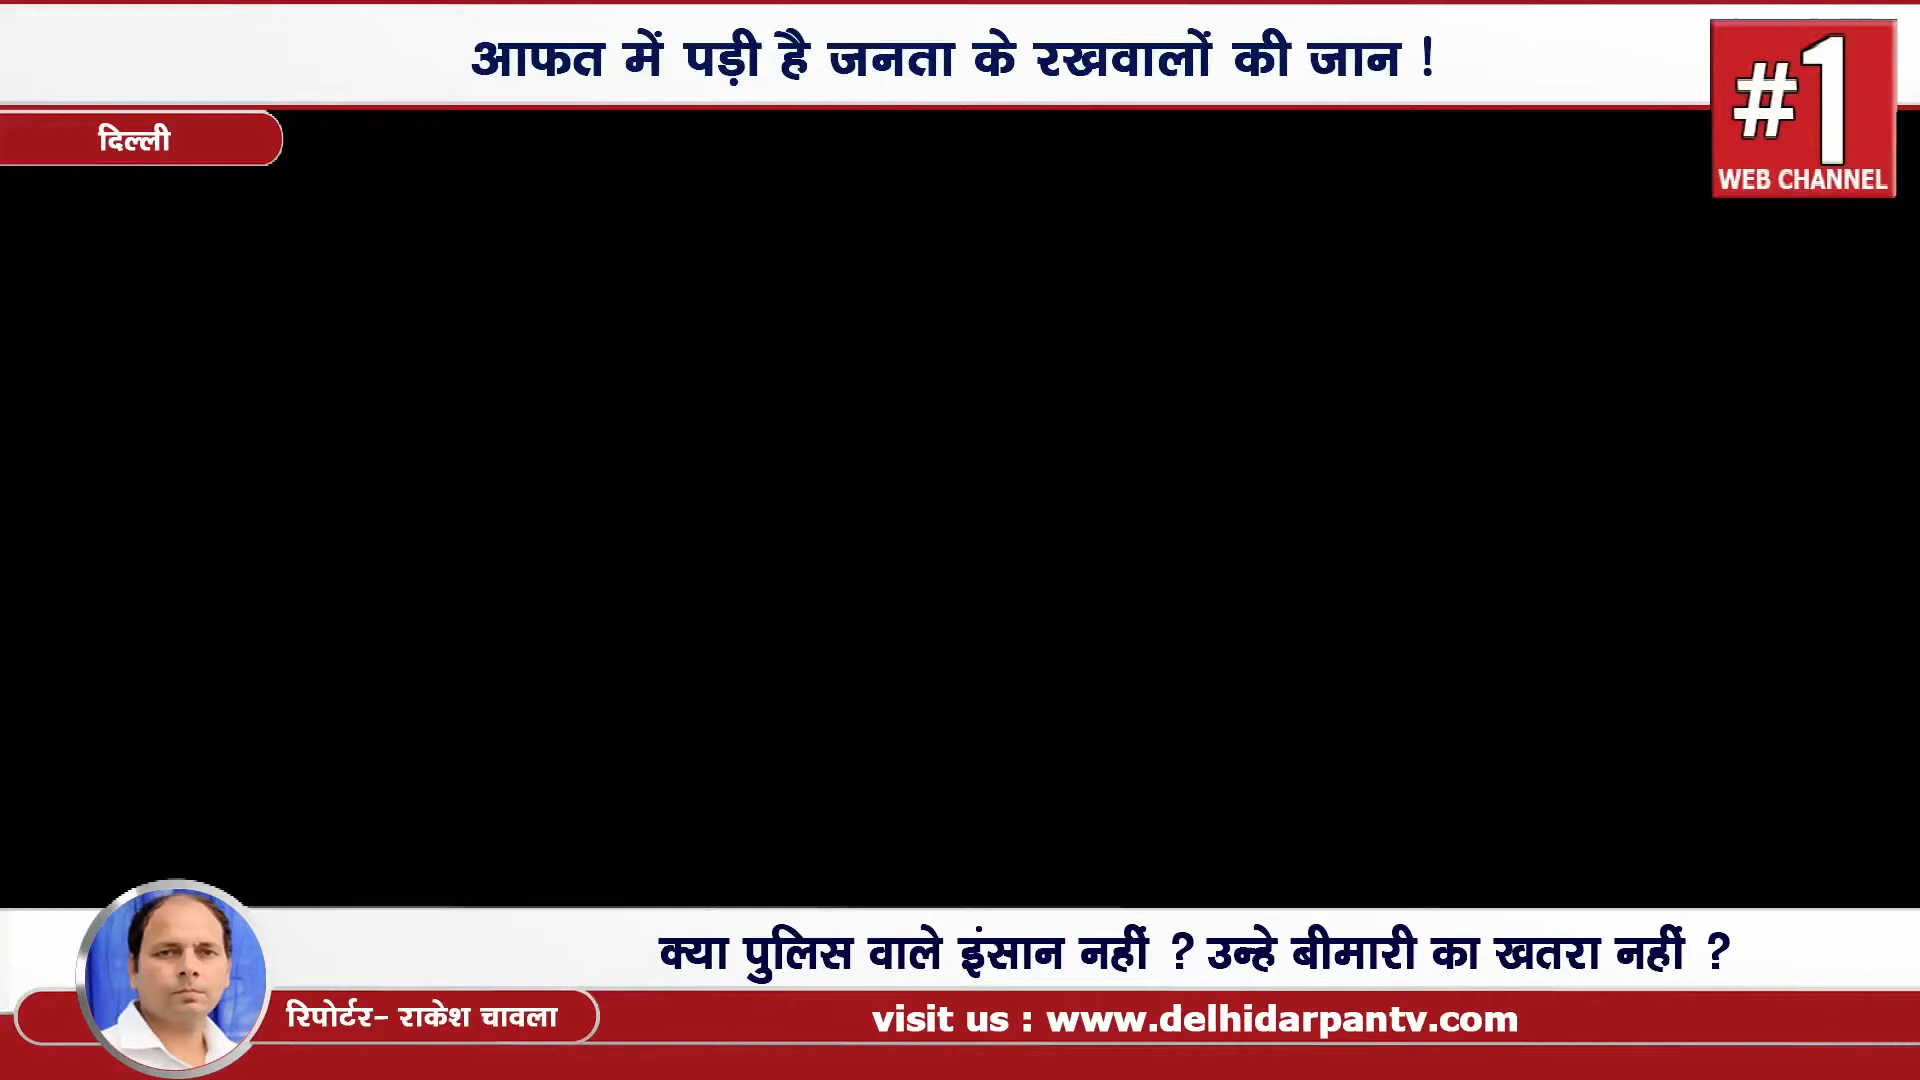 आफत में पड़ी है जनता के रखवालों की जान !
#1
WEB CHANNEL
दिल्ली
क्या पुलिस वाले इंसान नहीं ? उन्हे बीमारी का खतरा नहीं ?
रिपोर्टर- राकेश चावला
visit us : www.delhidarpantv.com